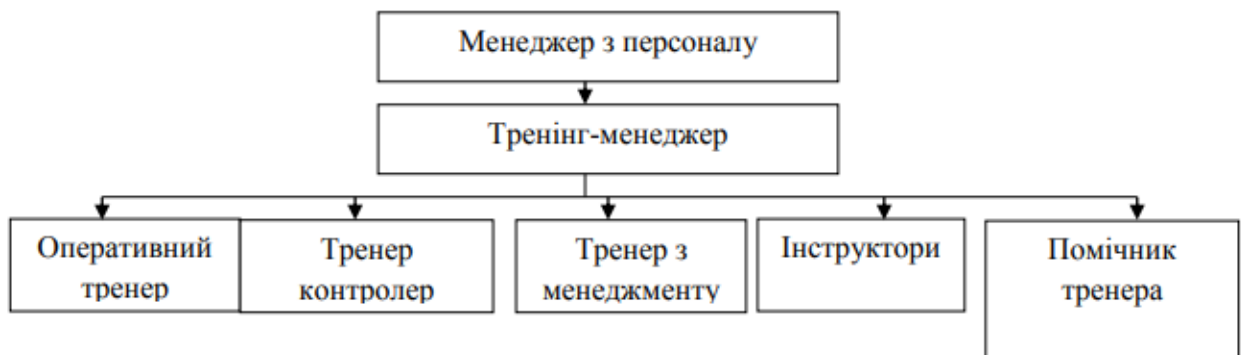 Менеджер з персоналу
Тренінг-менеджер
Оперативний
тренер
Тренер
контролер
Тренер з
менеджменту
Інструктори
Помічник
тренера